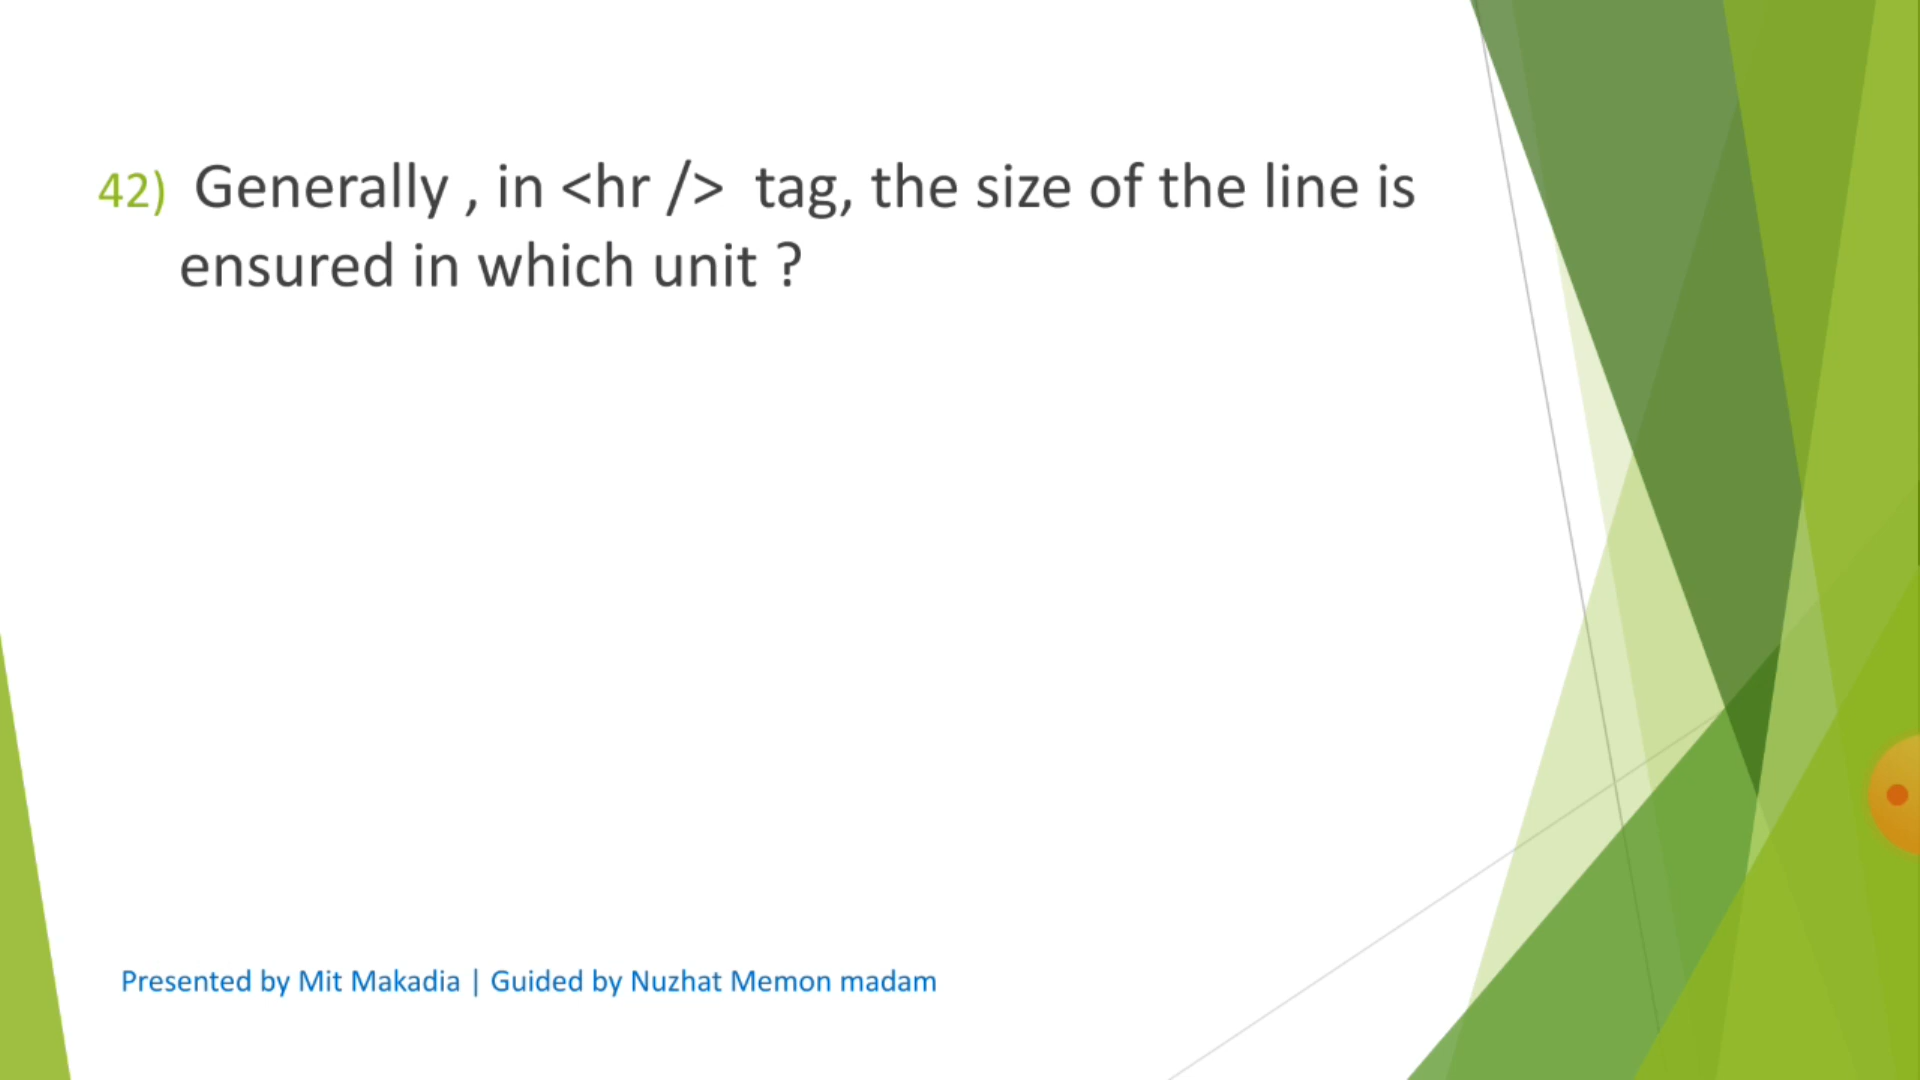 42) Generally , in <hr /> tag, the size of the line is
ensured in which unit ?
Presented by Mit Makadia | Guided by Nuzhat Memon madam